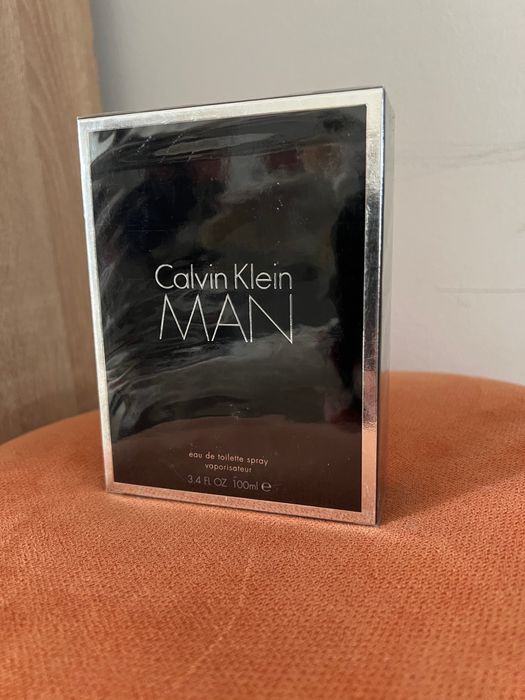 Calvin Klein
MAN
eau de toilette spray
vaporisateur
3.4 FL OZ 100ml ℮